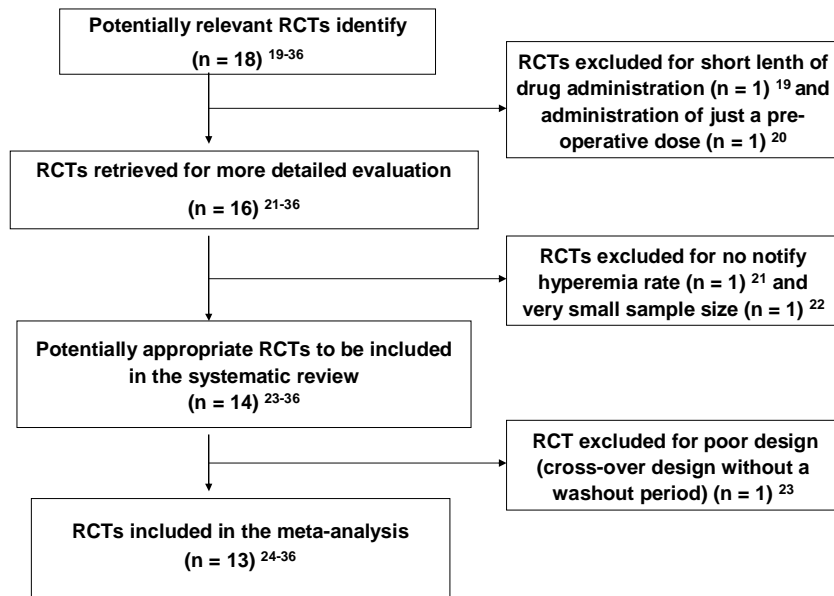 Potentially relevant RCTs identify
(n = 18) 19-36
RCTs excluded for short lenth of
drug administration (n = 1) 19 and
administration of just a pre-
operative dose (n = 1) 20
RCTs retrieved for more detailed evaluation
(n = 16) 21-36
RCTs excluded for no notify
hyperemia rate (n = 1) 21 and
very small sample size (n = 1) 22
Potentially appropriate RCTs to be included
in the systematic review
(n = 14) 23-36
RCT excluded for poor design
(cross-over design without a
washout period) (n = 1) 23
RCTs included in the meta-analysis
(n = 13) 24-36